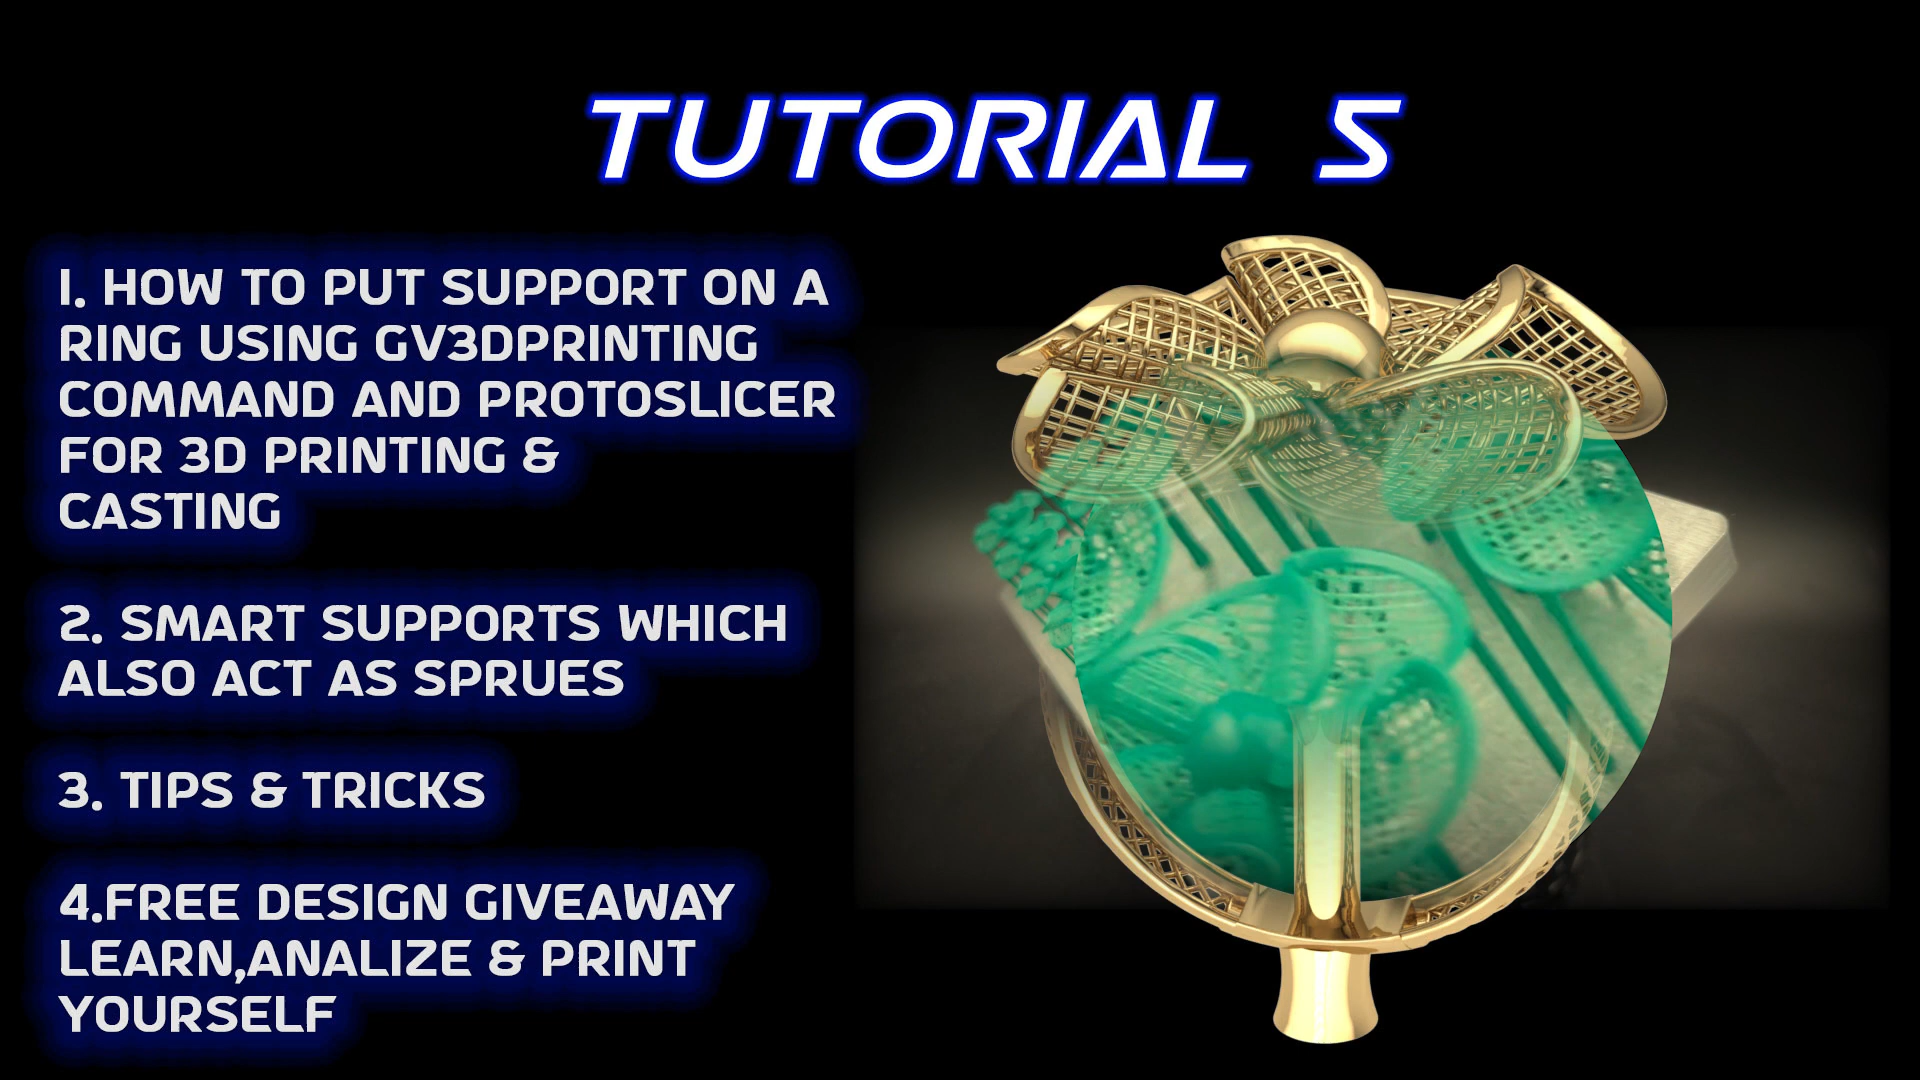 TUTORIAL 5
1. HOW TO PUT SUPPORT ON A
RING USING GV3DPRINTING
COMMAND AND PROTOSLICER
FOR 3D PRINTING &
CASTING
2. SMART SUPPORTS WHICH
ALSO ACT AS SPRUES
3. TIPS & TRICKS
4.FREE DESIGN GIVEAWAY
LEARN,ANALIZE & PRINT
YOURSELF